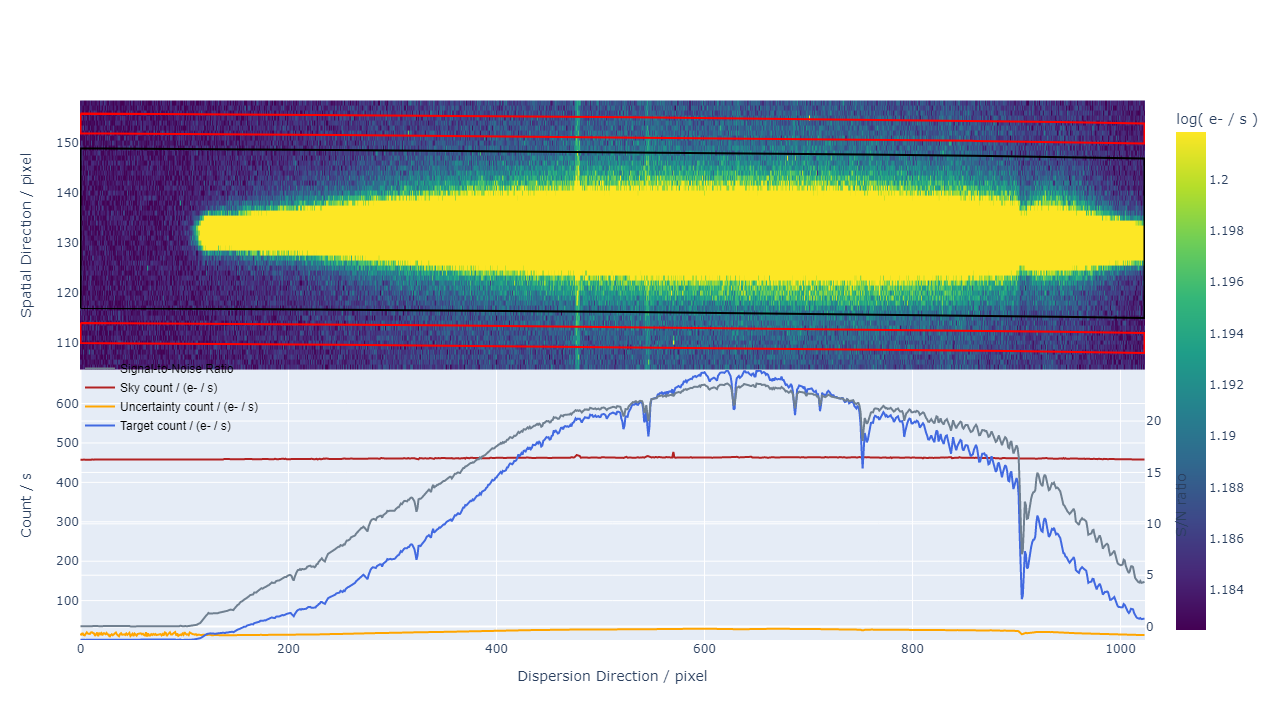 log( e- / s )
150
140
130
120
110
Spatial Direction / pixel
1.2
1.198
1.196
1.194
1.192
1.19
1.188
1.186
1.184
Signal-to-Noise Ratio
Sky count / (e- / s)
Uncertainty count / (e- / s)
Target count / (e- / s)
600
500
400
300
200
100
Count / s
20
15
10
5
0
S/N ratio
0 200 400 600 800 1000
Dispersion Direction / pixel